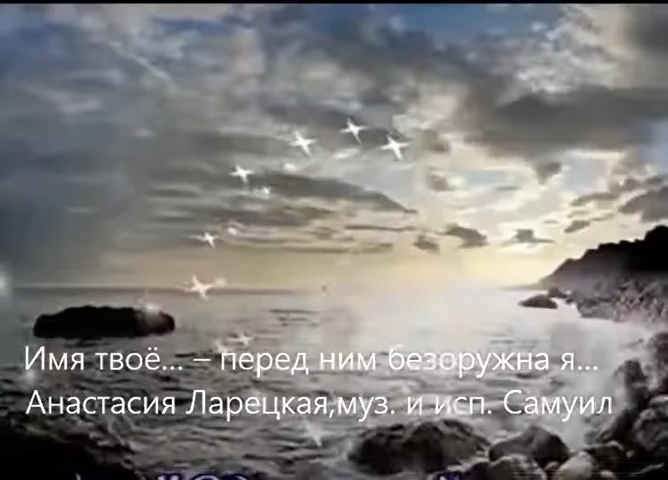 Имя твоё... – перед ним безоружна я...
Анастасия Ларецкая,муз. и исп. Самуил